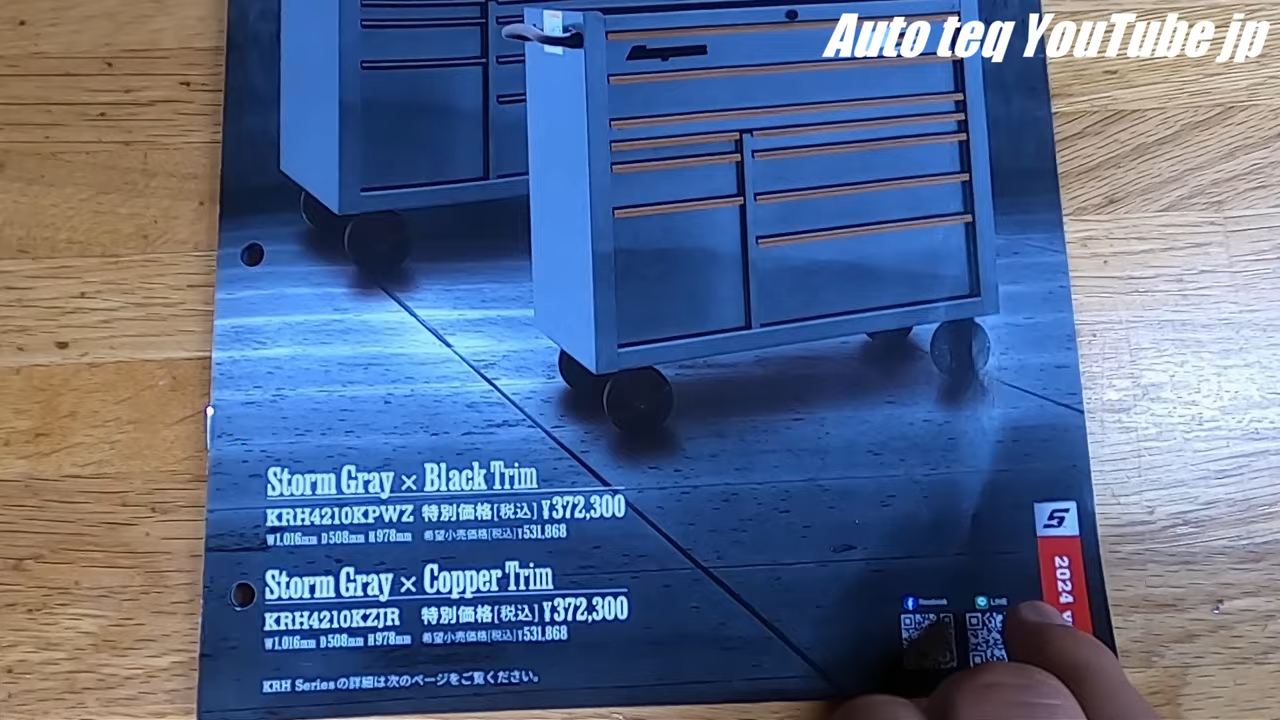 Auto teq YouTube jp
Storm Gray × Black Trim
KRH4210KPWZ 特別価格[税込] ¥372,300
W1,016mm D508mm H978mm 希望小売価格[税込] ¥531,868
Storm Gray × Copper Trim
KRH4210KZJR 特別価格[税込] ¥372,300
W1,016mm D508mm H978mm 希望小売価格[税込] ¥531,868
KRH Seriesの詳細は次のページをご覧ください。
Facebook LINE
2024